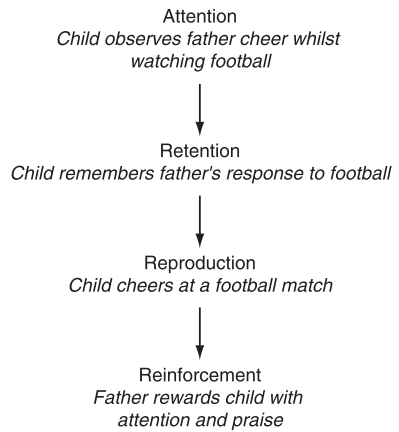 Attention
Child observes father cheer whilst
watching football
Retention
Child remembers father's response to football
Reproduction
Child cheers at a football match
Reinforcement
Father rewards child with
attention and praise